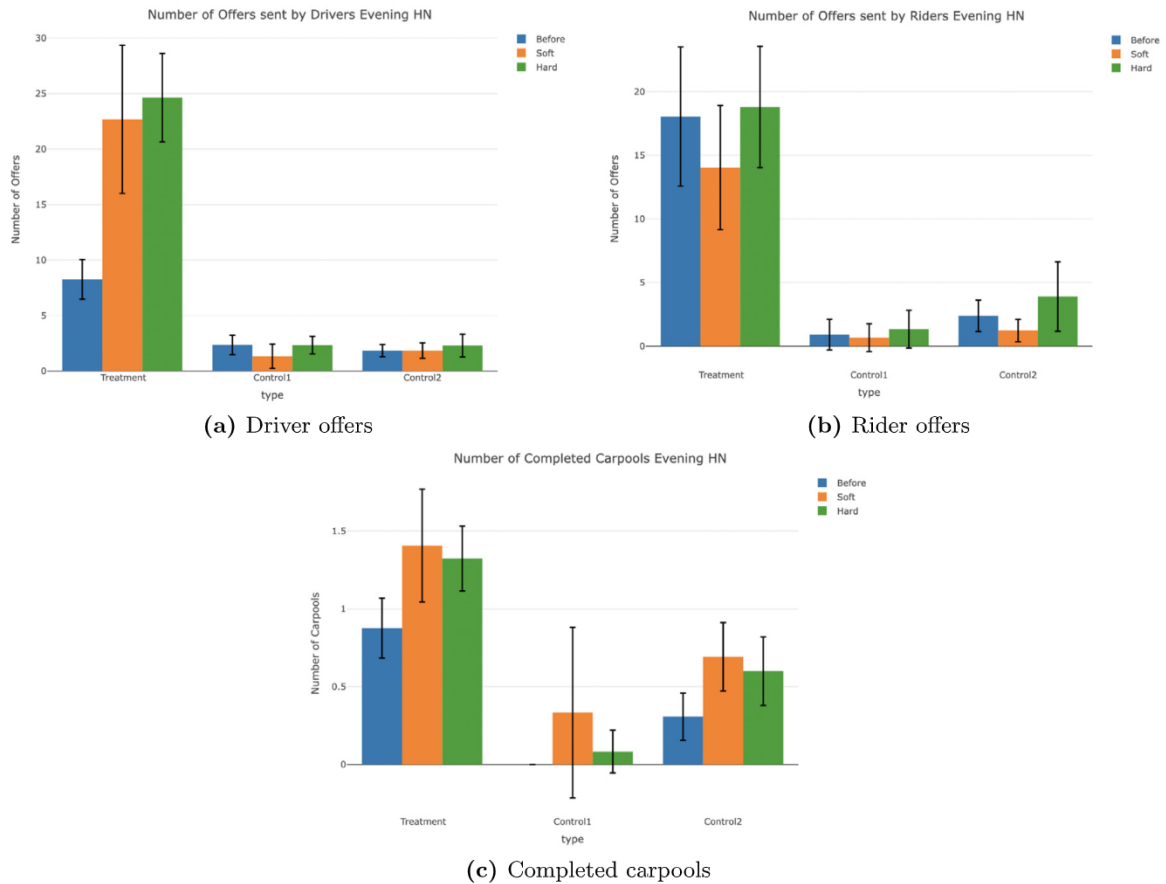 Number of Offers sent by Drivers Evening HN
30
25
20
15
10
5
0
Number of Offers
Treatment
Control1
Control2
type
Before
Soft
Hard
(a) Driver offers
Number of Offers sent by Riders Evening HN
20
15
10
5
0
Number of Offers
Treatment
Control1
Control2
type
Before
Soft
Hard
(b) Rider offers
Number of Completed Carpools Evening HN
1.5
1
0.5
0
Number of Carpools
Treatment
Control1
Control2
type
Before
Soft
Hard
(c) Completed carpools